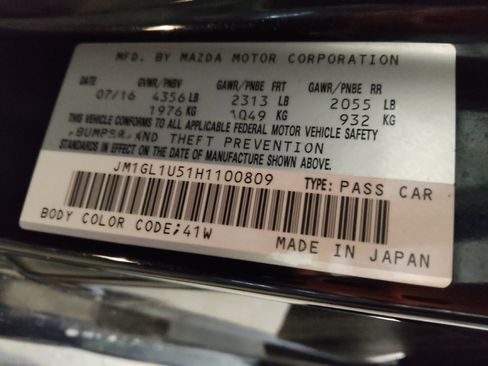 MFD. BY MAZDA MOTOR CORPORATION
DATE GVWR/PNBV GAWR/PNBE FRT GAWR/PNBE RR
07/16 4356 LB 2313 LB 2055 LB
1976 KG 1049 KG 932 KG
THIS VEHICLE CONFORMS TO ALL APPLICABLE FEDERAL MOTOR VEHICLE SAFETY
,BUMPER,AND THEFT PREVENTION
STANDARDS IN EFFECT ON THE DATE OF MANUFACTURE SHOWN ABOVE.
JM1GL1U51H1100809 TYPE: PASS CAR
BODY COLOR CODE;41W MADE IN JAPAN